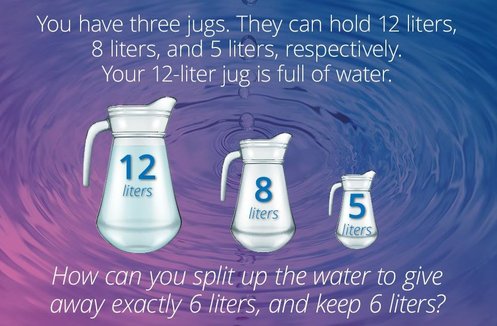 You have three jugs. They can hold 12 liters,
8 liters, and 5 liters, respectively.
Your 12-liter jug is full of water.
12
liters
8
liters
5
liters
How can you split up the water to give
away exactly 6 liters, and keep 6 liters?